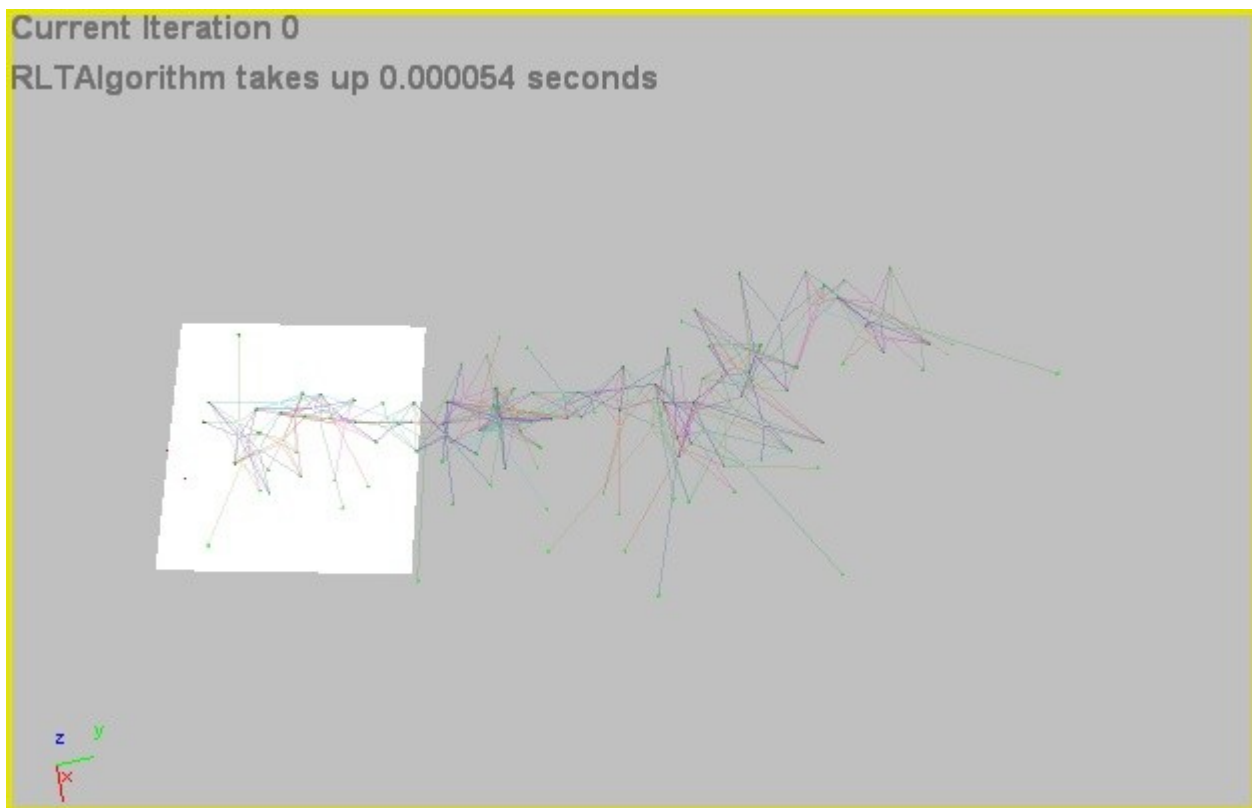 Current Iteration 0
RLTAlgorithm takes up 0.000054 seconds
z y
x